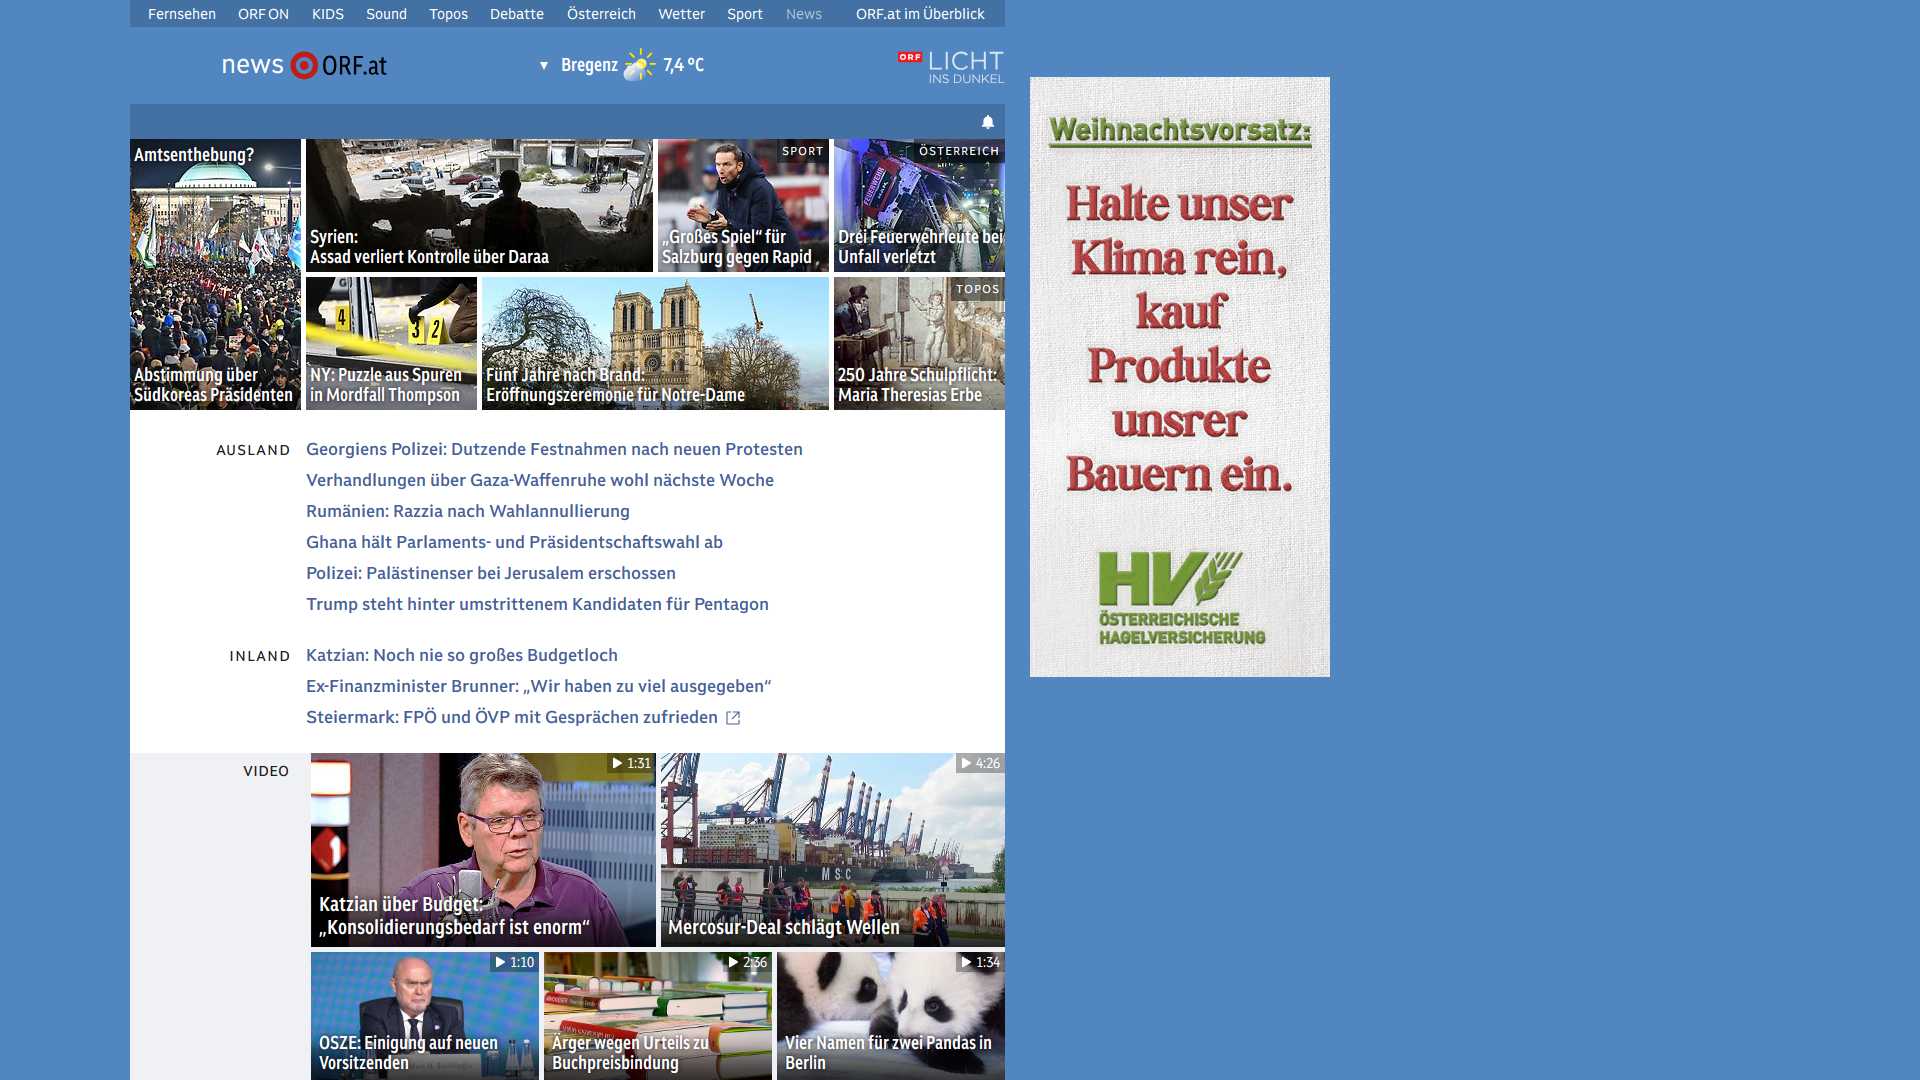 Fernsehen
ORF ON
KIDS
Sound
Topos
Debatte
Österreich
Wetter
Sport
News
ORF.at im Überblick
news ORF.at
Bregenz 7,4 °C
ORF LICHT
INS DUNKEL
Amtsenthebung?
Abstimmung über
Südkoreas Präsidenten
Syrien:
Assad verliert Kontrolle über Daraa
SPORT
„Großes Spiel“ für
Salzburg gegen Rapid
ÖSTERREICH
Drei Feuerwehrleute bei
Unfall verletzt
4 3 2
NY: Puzzle aus Spuren
in Mordfall Thompson
Fünf Jahre nach Brand:
Eröffnungszeremonie für Notre-Dame
TOPOS
250 Jahre Schulpflicht:
Maria Theresias Erbe
AUSLAND
Georgiens Polizei: Dutzende Festnahmen nach neuen Protesten
Verhandlungen über Gaza-Waffenruhe wohl nächste Woche
Rumänien: Razzia nach Wahlannullierung
Ghana hält Parlaments- und Präsidentschaftswahl ab
Polizei: Palästinenser bei Jerusalem erschossen
Trump steht hinter umstrittenem Kandidaten für Pentagon
INLAND
Katzian: Noch nie so großes Budgetloch
Ex-Finanzminister Brunner: „Wir haben zu viel ausgegeben“
Steiermark: FPÖ und ÖVP mit Gesprächen zufrieden
VIDEO
1:31
1
Katzian über Budget:
„Konsolidierungsbedarf ist enorm“
4:26
MSC
Mercosur-Deal schlägt Wellen
1:10
OSZE: Einigung auf neuen
Vorsitzenden
2:36
Ärger wegen Urteils zu
Buchpreisbindung
1:34
Vier Namen für zwei Pandas in
Berlin
Weihnachtsvorsatz:
Halte unser
Klima rein,
kauf
Produkte
unsrer
Bauern ein.
HV
ÖSTERREICHISCHE
HAGELVERSICHERUNG